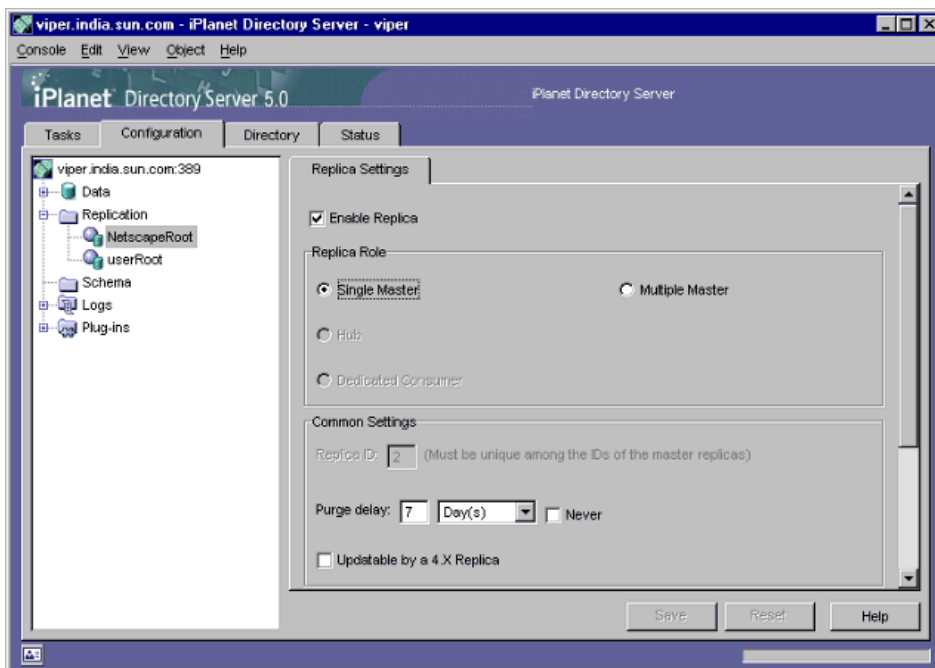 viper.india.sun.com - iPlanet Directory Server - viper
Console Edit View Object Help
iPlanet Directory Server 5.0
iPlanet Directory Server
Tasks Configuration Directory Status
viper.india.sun.com:389
Data
Replication
NetscapeRoot
userRoot
Schema
Logs
Plug-ins
Replica Settings
Enable Replica
Replica Role
Single Master Multiple Master
Hub
Dedicated Consumer
Common Settings
Replica ID: 2 (Must be unique among the IDs of the master replicas)
Purge delay: 7 Day(s) Never
Updatable by a 4.X Replica
Save Reset Help